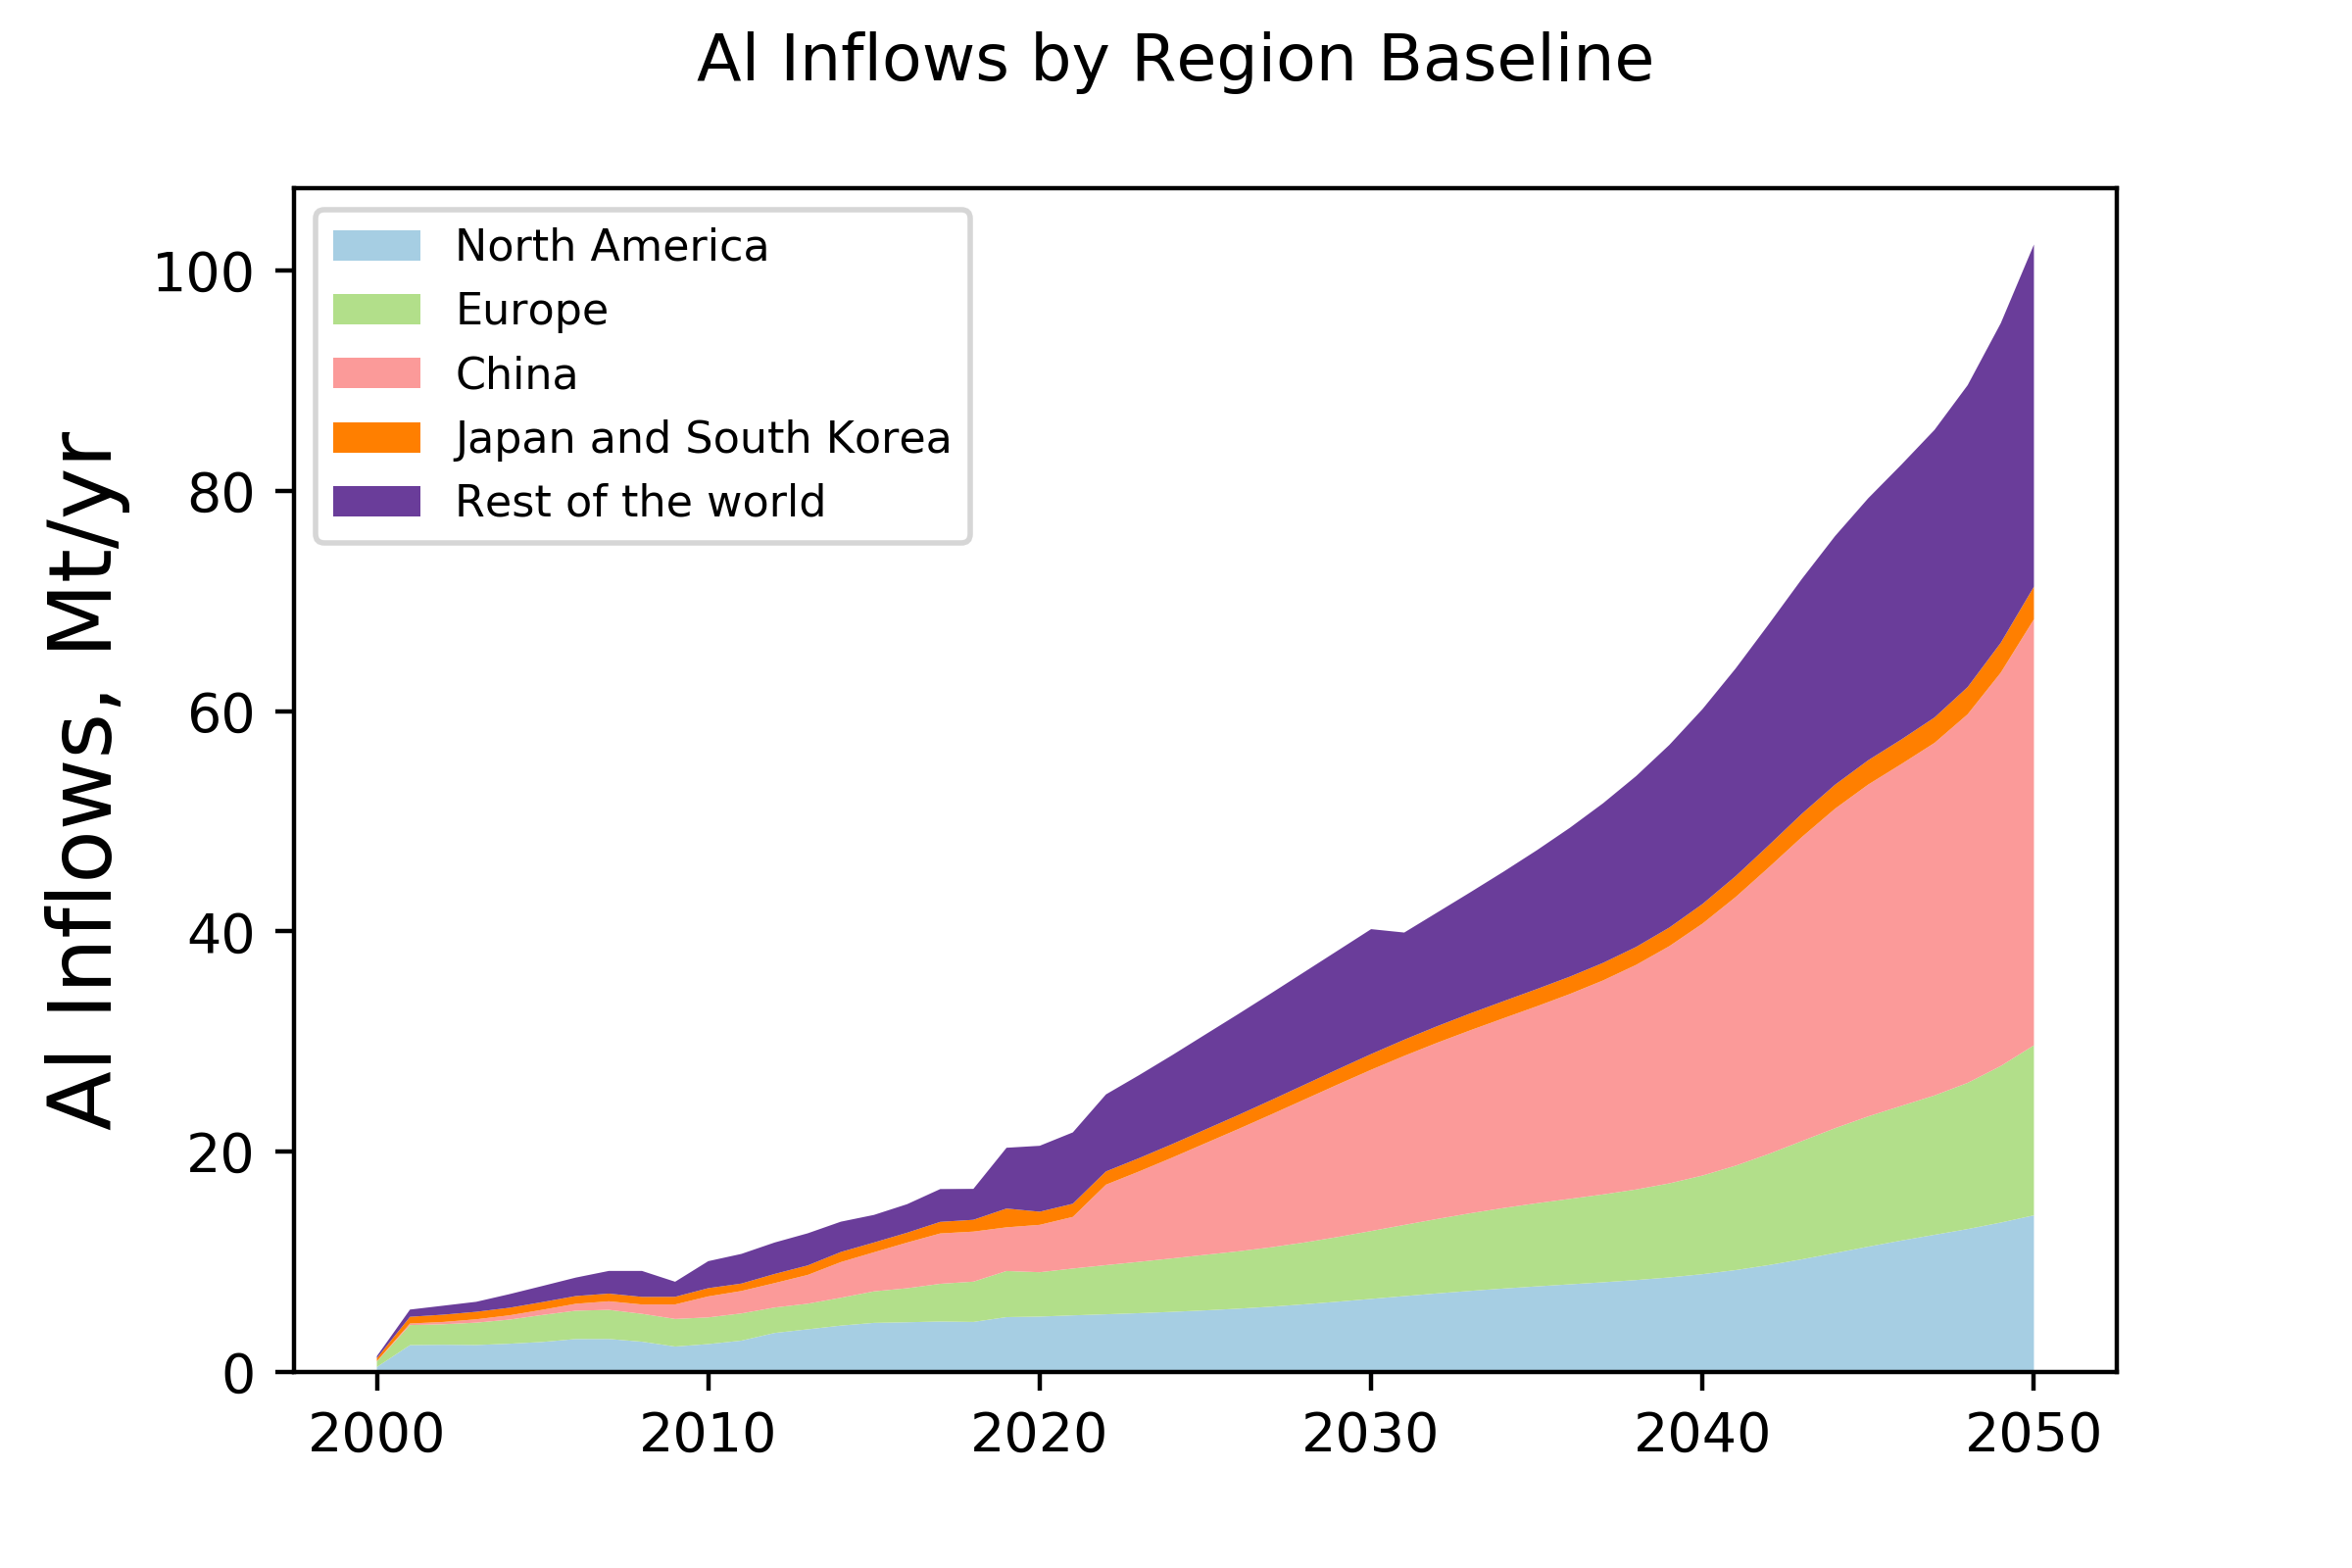 Al Inflows by Region Baseline
Al Inflows, Mt/yr
100
80
60
40
20
0
North America
Europe
China
Japan and South Korea
Rest of the world
2000 2010 2020 2030 2040 2050